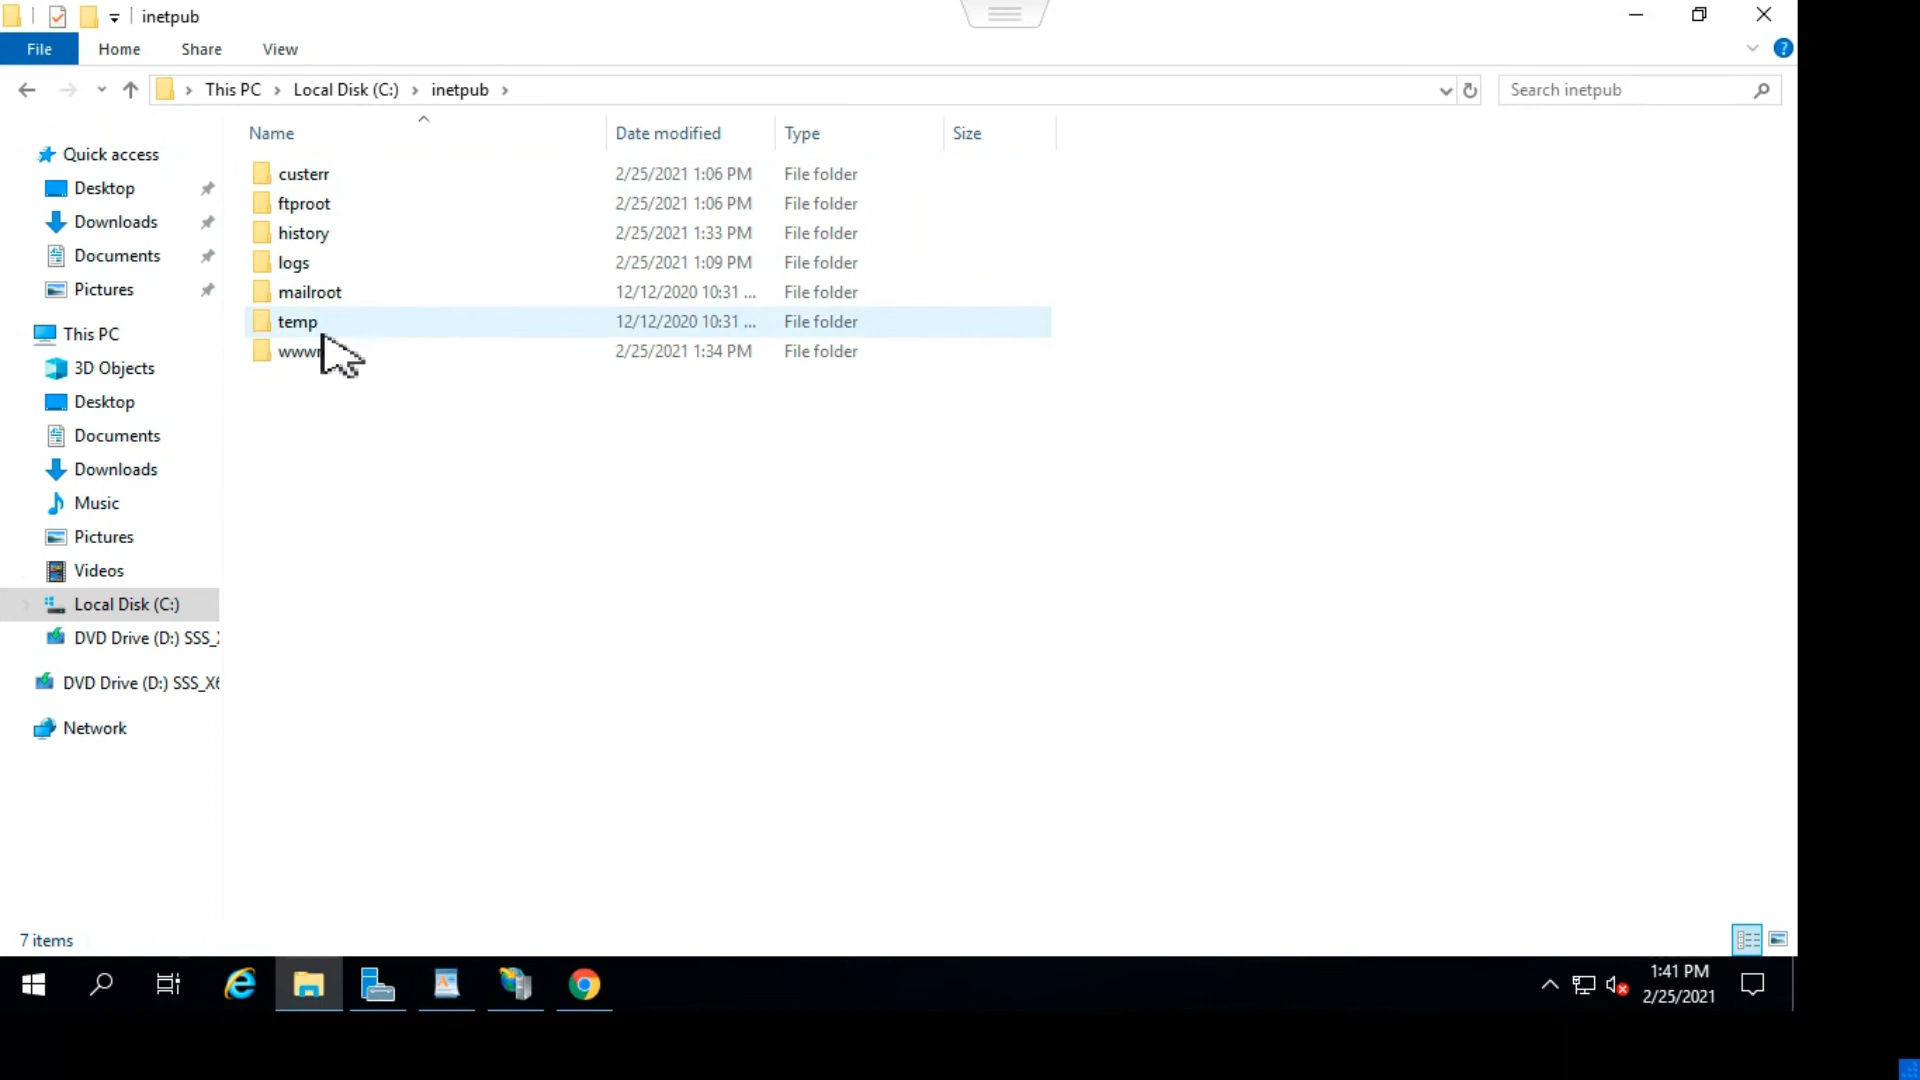 inetpub
File Home Share View
This PC > Local Disk (C:) > inetpub >
Search inetpub
Name Date modified Type Size
custerr 2/25/2021 1:06 PM File folder
ftproot 2/25/2021 1:06 PM File folder
history 2/25/2021 1:33 PM File folder
logs 2/25/2021 1:09 PM File folder
mailroot 12/12/2020 10:31 ... File folder
temp 12/12/2020 10:31 ... File folder
2/25/2021 1:34 PM File folder
Quick access
Desktop
Downloads
Documents
Pictures
This PC
3D Objects
Desktop
Documents
Downloads
Music
Pictures
Videos
Local Disk (C:)
DVD Drive (D:) SSS_
DVD Drive (D:) SSS_X6
Network
7 items
1:41 PM
2/25/2021